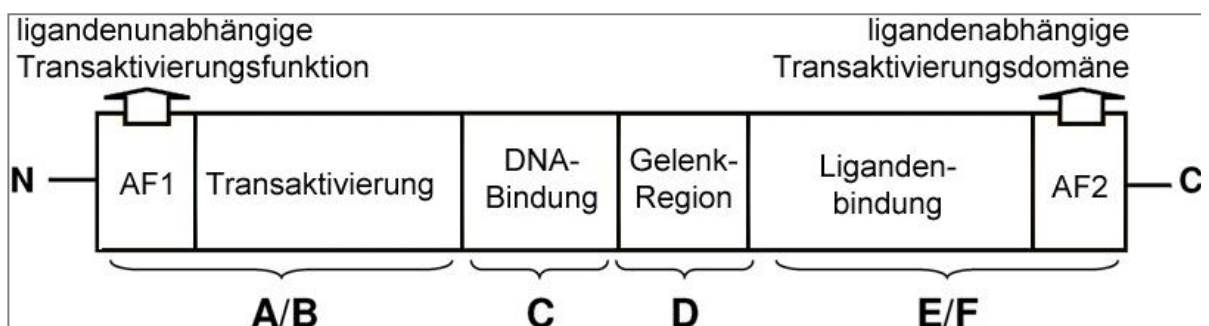 ligandenunabhängige
Transaktivierungsfunktion
ligandenabhängige
Transaktivierungsdomäne
N
AF1
Transaktivierung
DNA-
Bindung
Gelenk-
Region
Liganden-
bindung
AF2
C
A/B
C
D
E/F